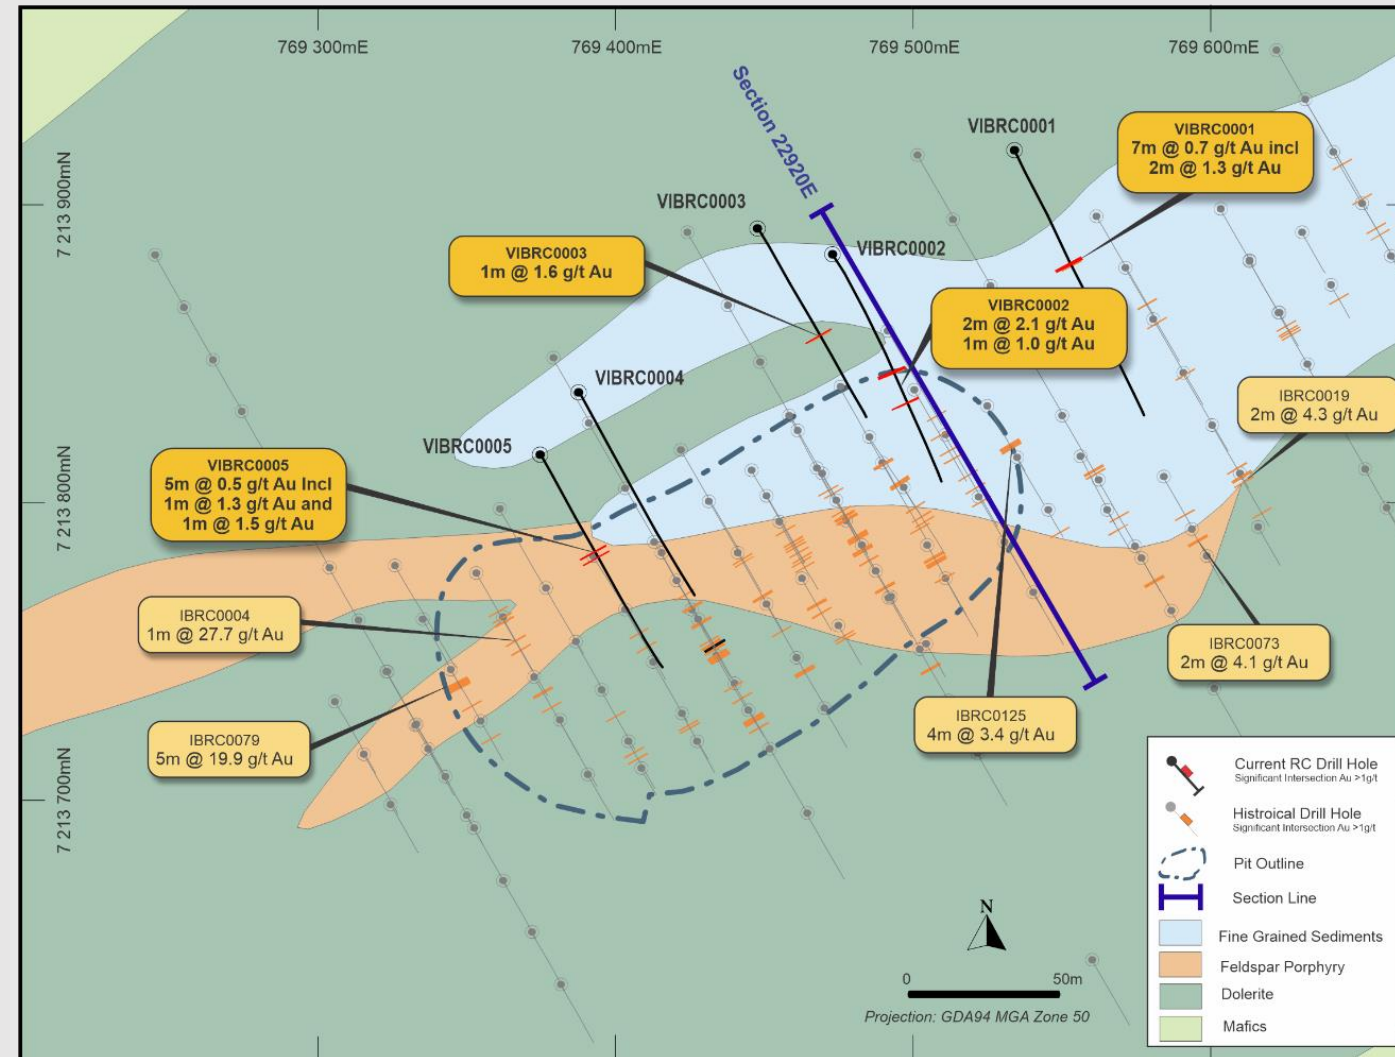 769 300mE
769 400mE
769 500mE
769 600mE
7 213 900mN
7 213 800mN
7 213 700mN
Section 22920E
VIBRC0001
VIBRC0001
7m @ 0.7 g/t Au incl
2m @ 1.3 g/t Au
VIBRC0003
VIBRC0003
1m @ 1.6 g/t Au
VIBRC0002
VIBRC0002
2m @ 2.1 g/t Au
1m @ 1.0 g/t Au
VIBRC0004
VIBRC0005
VIBRC0005
5m @ 0.5 g/t Au Incl
1m @ 1.3 g/t Au and
1m @ 1.5 g/t Au
IBRC0019
2m @ 4.3 g/t Au
IBRC0004
1m @ 27.7 g/t Au
IBRC0073
2m @ 4.1 g/t Au
IBRC0079
5m @ 19.9 g/t Au
IBRC0125
4m @ 3.4 g/t Au
N
0 50m
Projection: GDA94 MGA Zone 50
Current RC Drill Hole
Significant Intersection Au >1g/t
Histroical Drill Hole
Significant Intersection Au >1g/t
Pit Outline
Section Line
Fine Grained Sediments
Feldspar Porphyry
Dolerite
Mafics